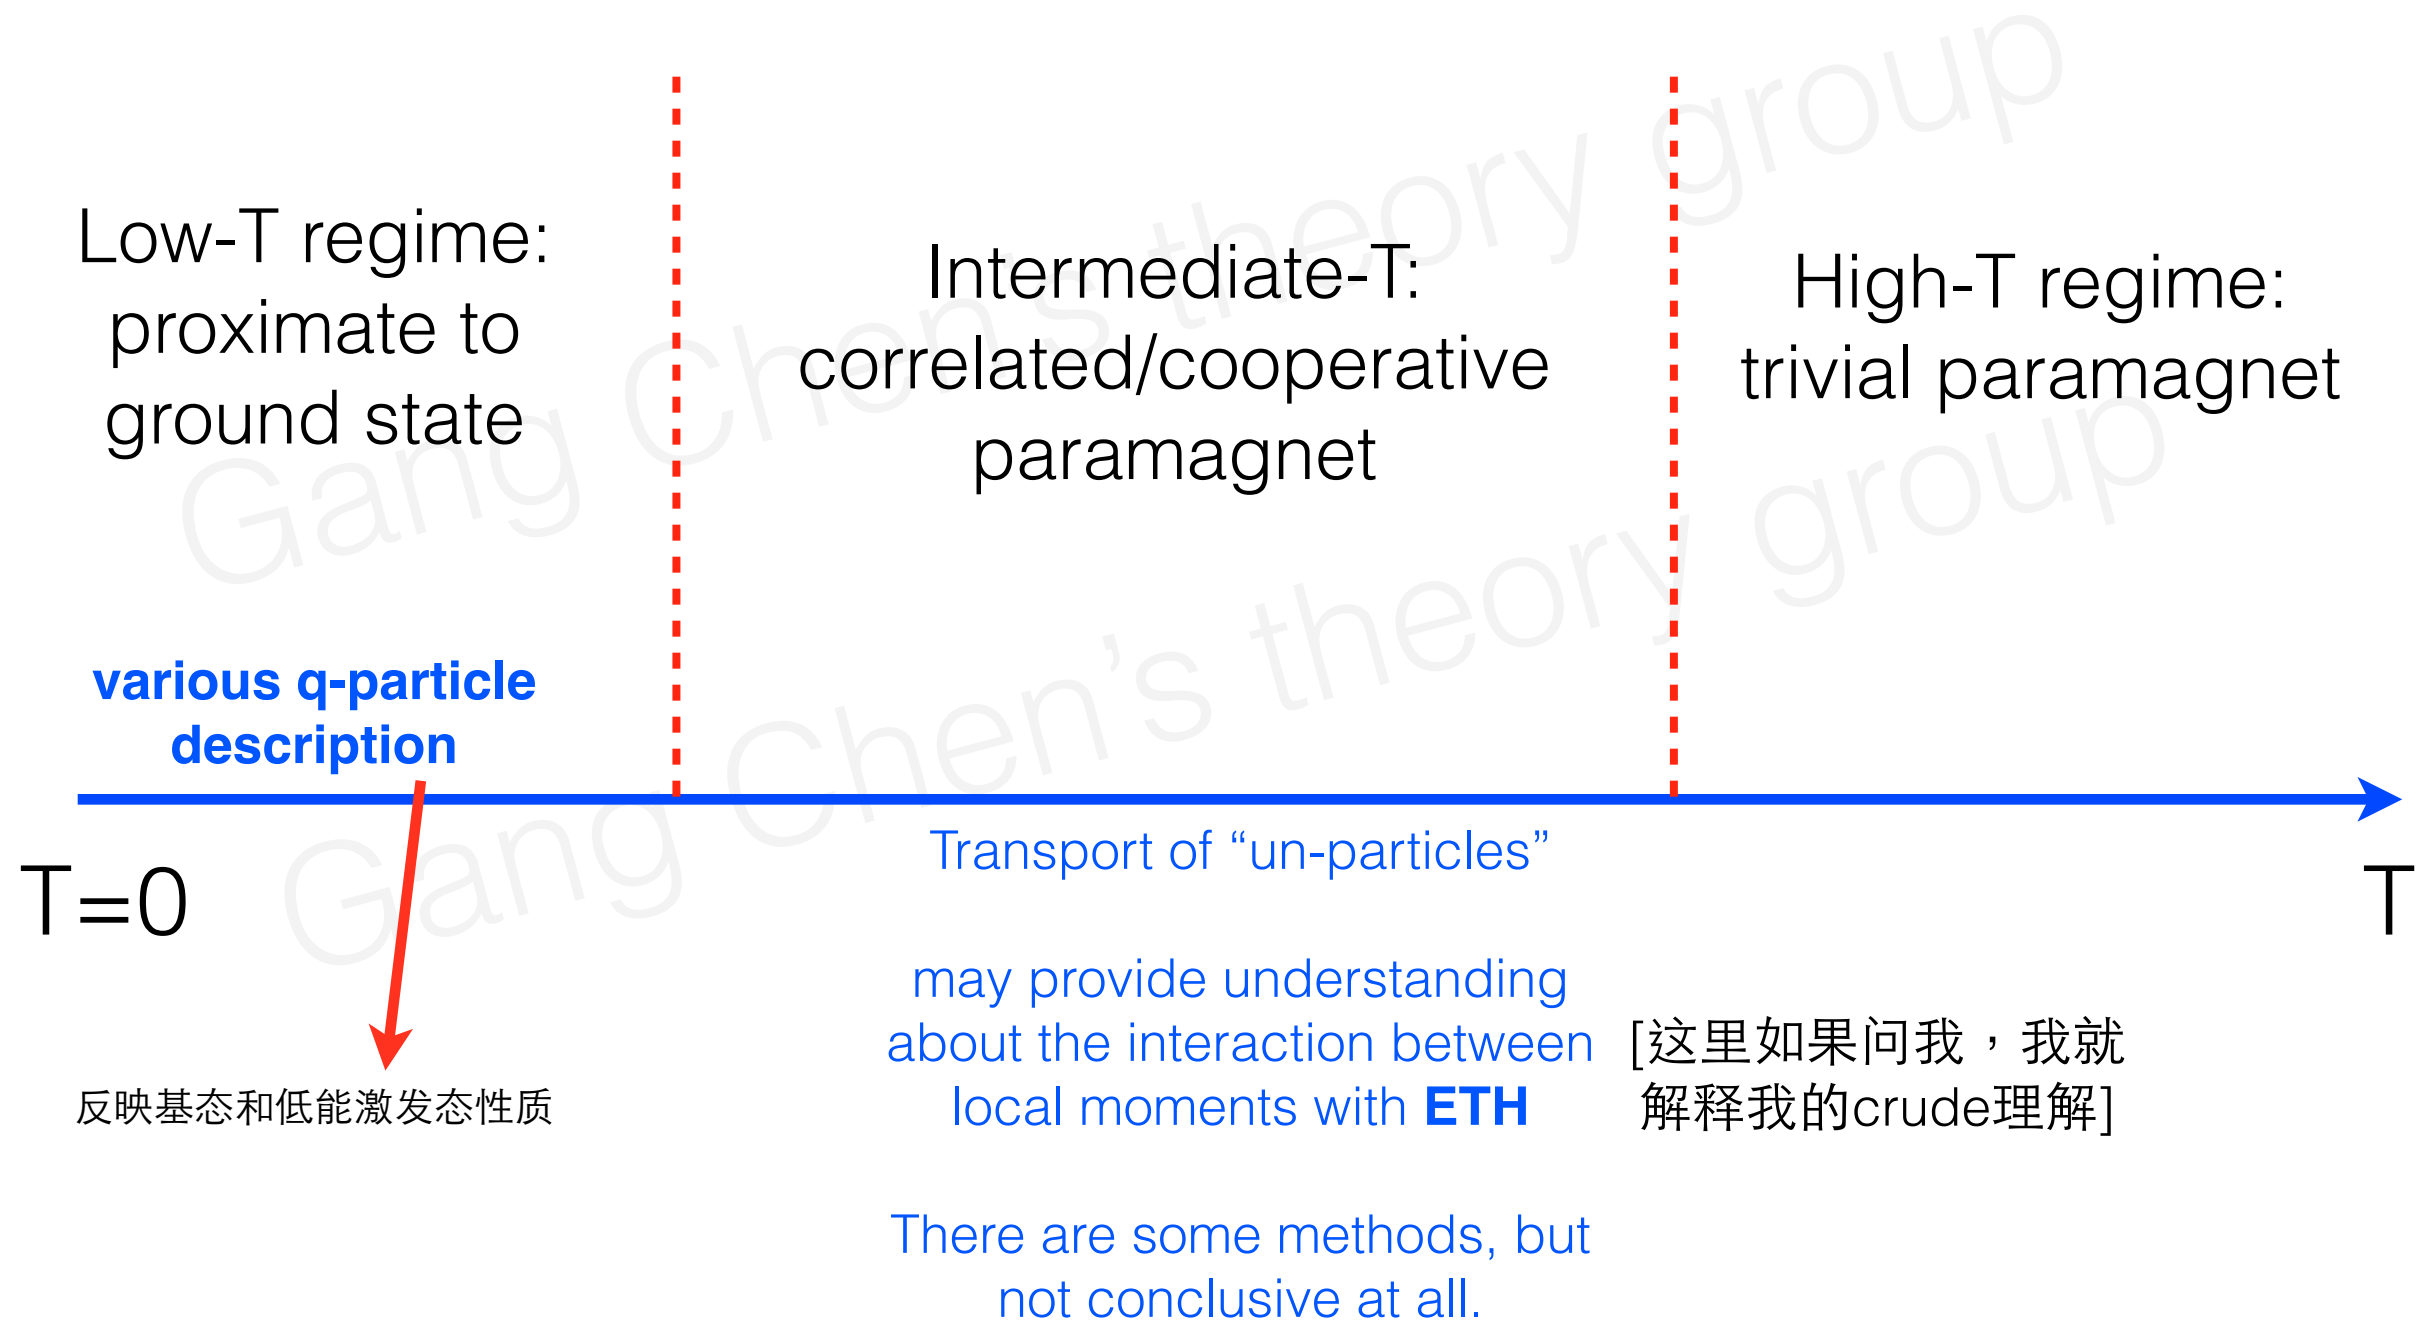 Low-T regime:
proximate to
ground state
Intermediate-T:
correlated/cooperative
paramagnet
High-T regime:
trivial paramagnet
various q-particle
description
T=0
T
Transport of “un-particles”
may provide understanding
about the interaction between
local moments with ETH
There are some methods, but
not conclusive at all.
反映基态和低能激发态性质
[这里如果问我，我就
解释我的crude理解]
Gang Chen’s theory group
Gang Chen’s theory group